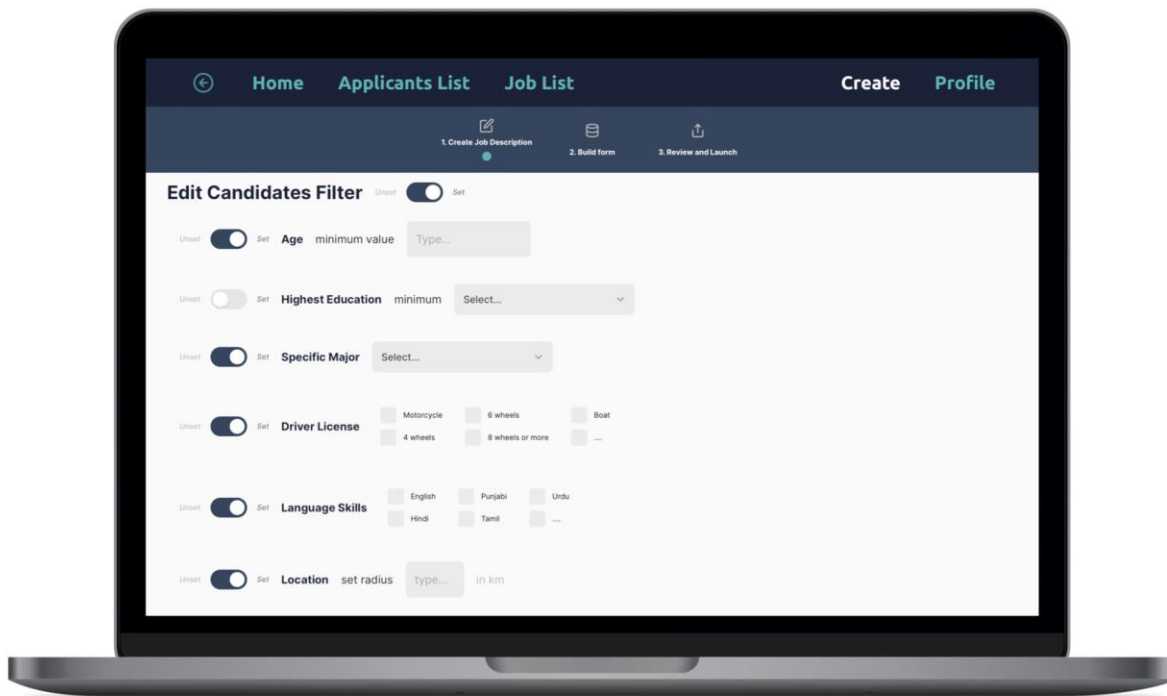 Home Applicants List Job List Create Profile
1. Create Job Description 2. Build form 3. Review and Launch
Edit Candidates Filter Unset Set
Unset Set Age minimum value Type...
Unset Set Highest Education minimum Select...
Unset Set Specific Major Select...
Motorcycle 6 wheels Boat
Unset Set Driver License
4 wheels 8 wheels or more ....
English Punjabi Urdu
Unset Set Language Skills
Hindi Tamil ....
Unset Set Location set radius type... in km